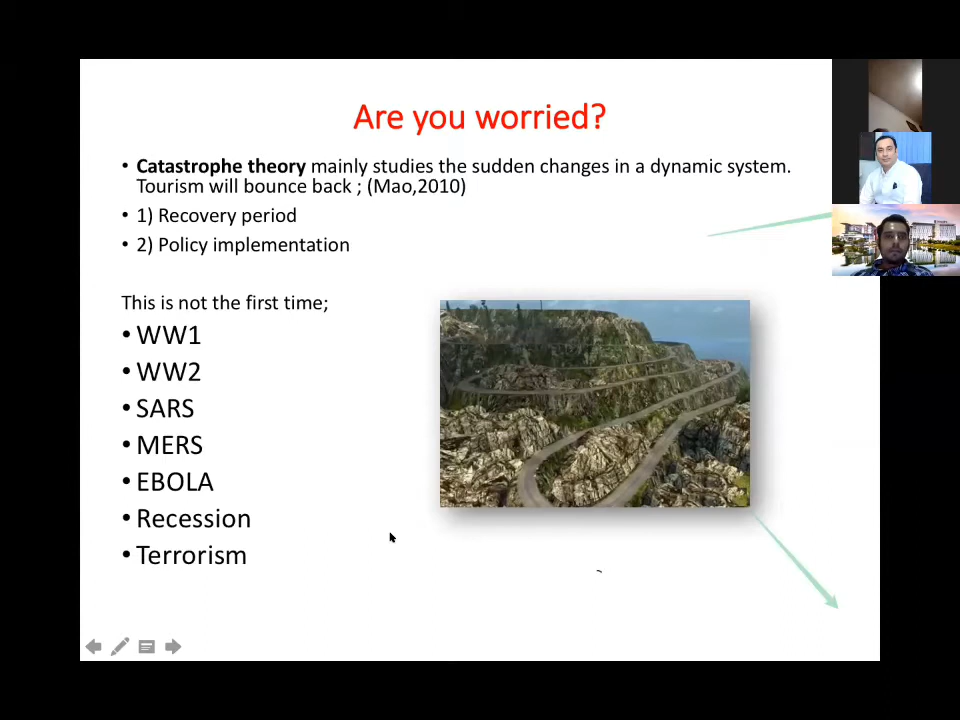 Are you worried?
• Catastrophe theory mainly studies the sudden changes in a dynamic system.
Tourism will bounce back ; (Mao,2010)
• 1) Recovery period
• 2) Policy implementation
This is not the first time;
• WW1
• WW2
• SARS
• MERS
• EBOLA
• Recession
• Terrorism